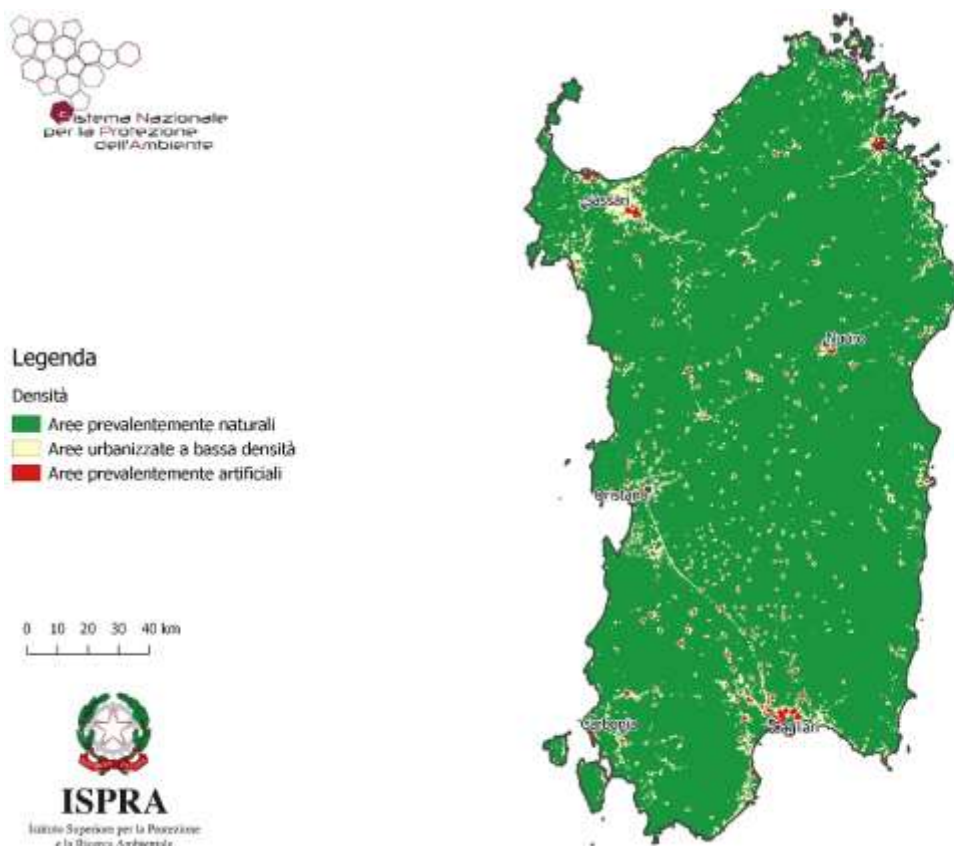 Sistema Nazionale
per la Protezione
dell'Ambiente
Sassari
Nuoro
Legenda
Densità
Aree prevalentemente naturali
Aree urbanizzate a bassa densità
Aree prevalentemente artificiali
Oristano
0 10 20 30 40 km
Carbonia
Cagliari
ISPRA
Istituto Superiore per la Protezione
e la Ricerca Ambientale